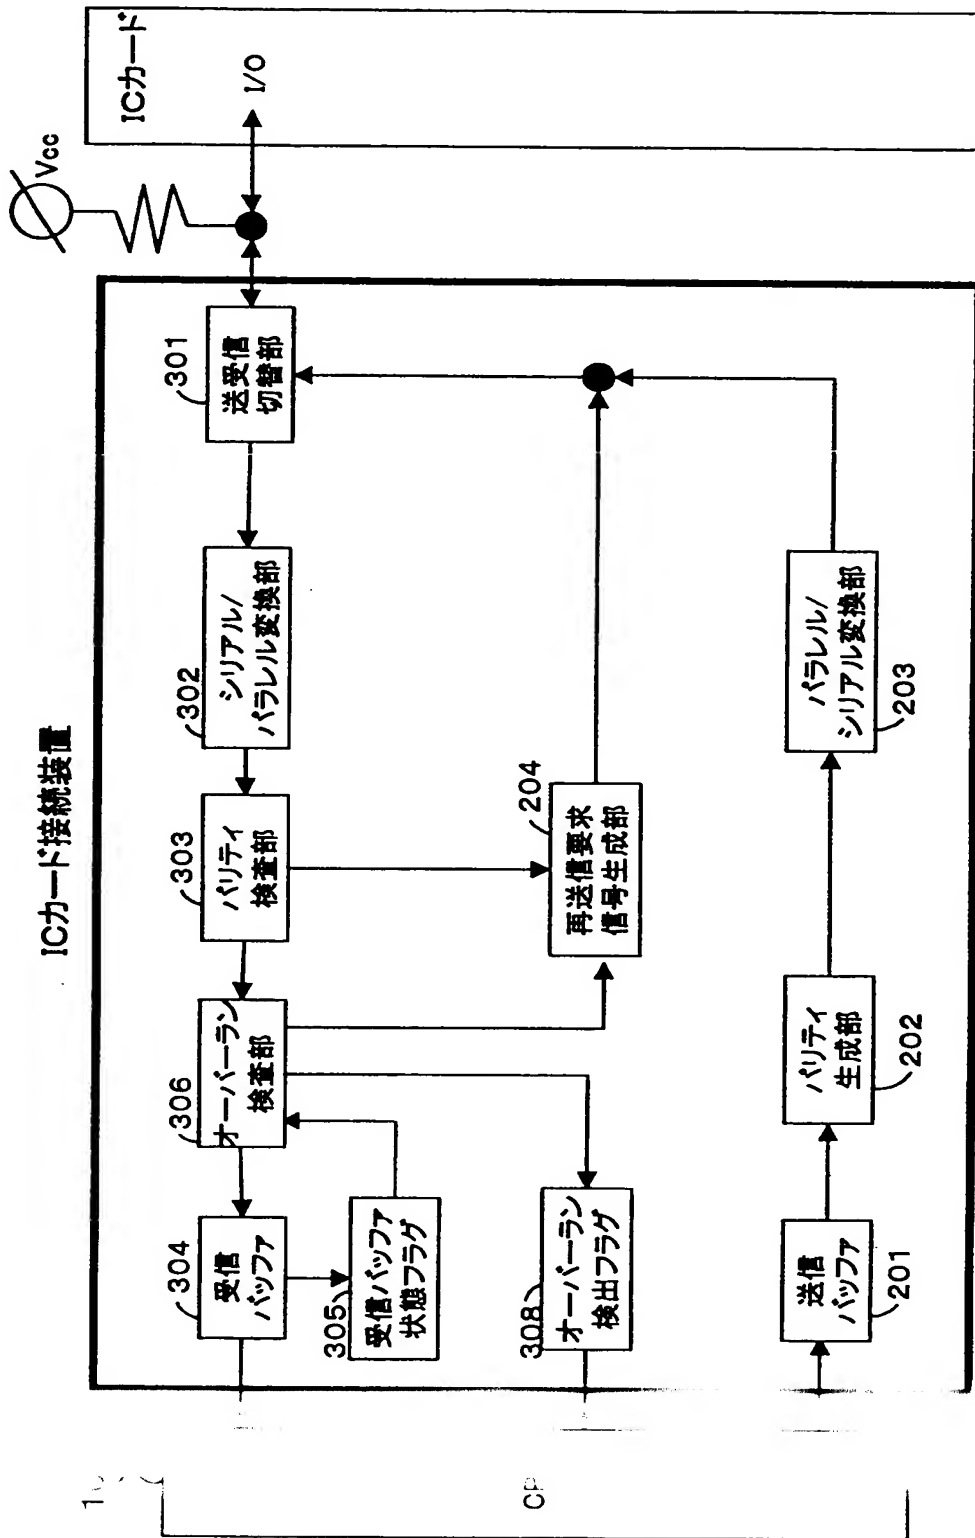 ICカード接続装置
ICカード
I/O
Vcc
301
送受信
切替部
302
シリアル/
パラレル変換部
303
パリティ
検査部
306
オーバーラン
検査部
304
受信
バッファ
305
受信バッファ
状態フラグ
204
再送信要求
信号生成部
308
オーバーラン
検出フラグ
201
送信
バッファ
202
パリティ
生成部
203
パラレル/
シリアル変換部